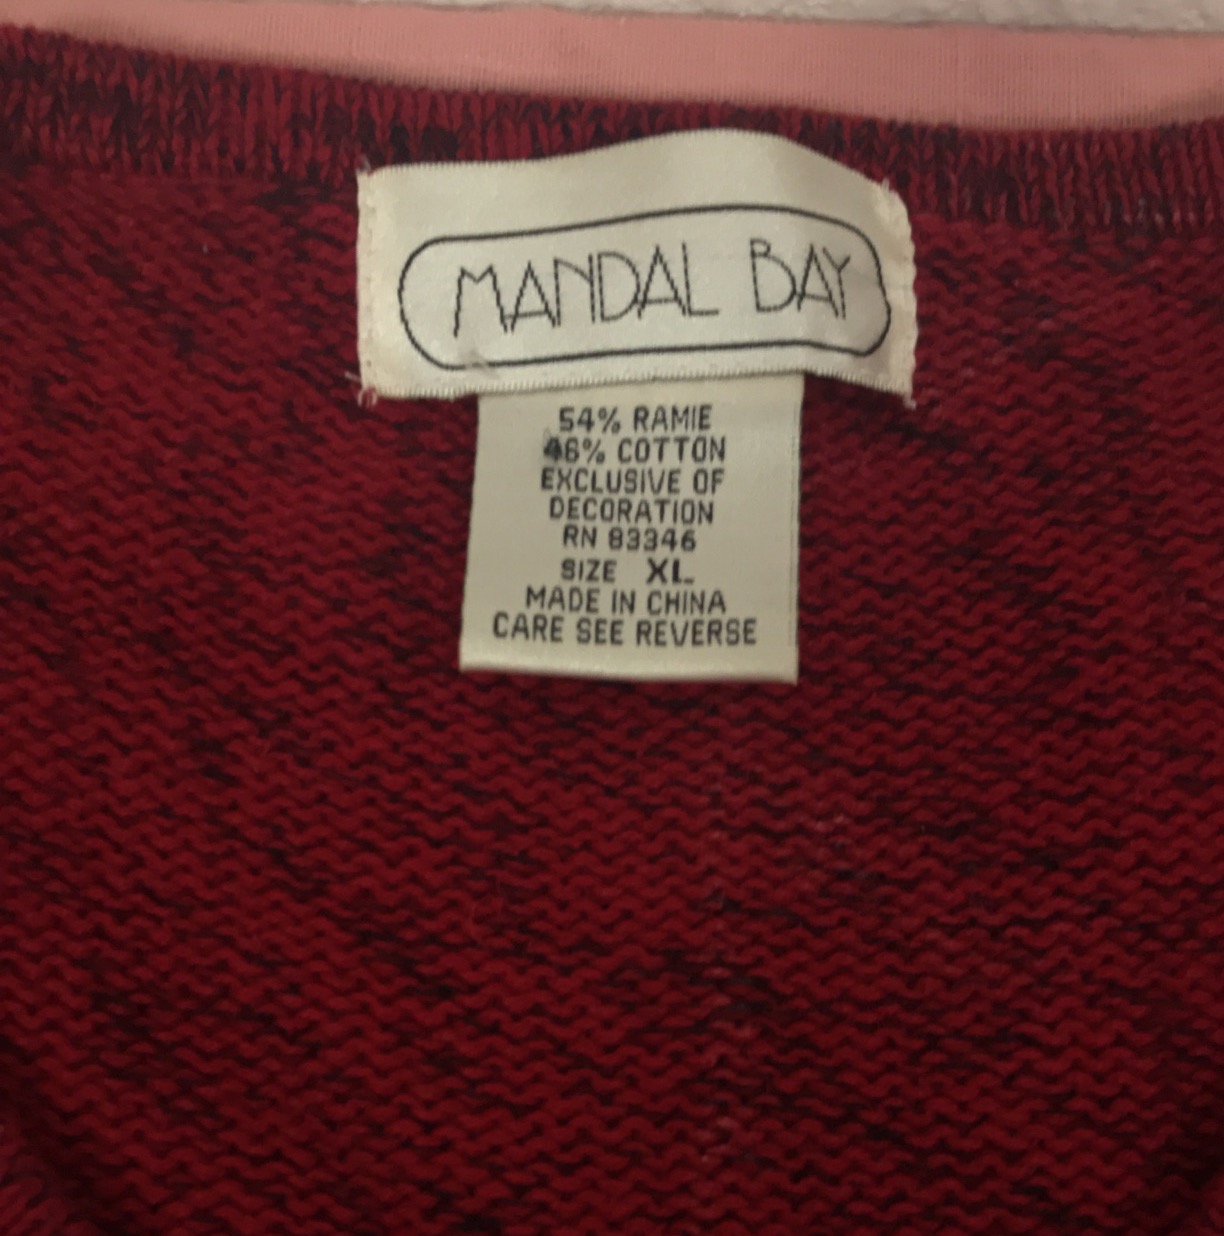 MANDAL BAY
54% RAMIE
46% COTTON
EXCLUSIVE OF
DECORATION
RN 83346
SIZE XL
MADE IN CHINA
CARE SEE REVERSE